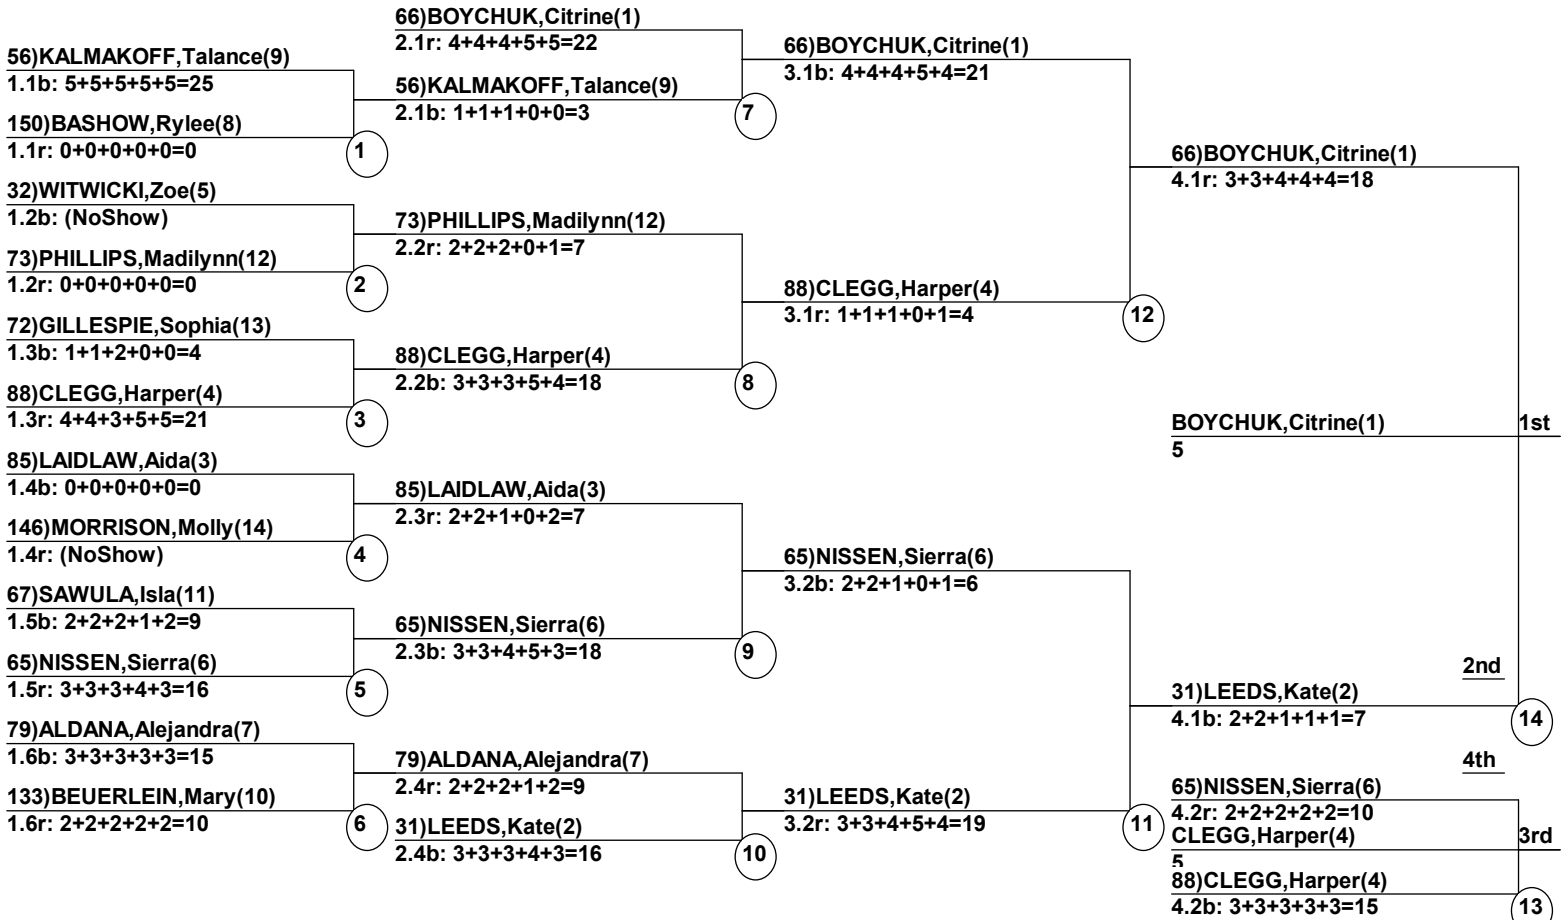 56)KALMAKOFF,Talance(9)
1.1b: 5+5+5+5+5=25
150)BASHOW,Rylee(8)
1.1r: 0+0+0+0+0=0
1
32)WITWICKI,Zoe(5)
1.2b: (NoShow)
73)PHILLIPS,Madilynn(12)
1.2r: 0+0+0+0+0=0
2
72)GILLESPIE,Sophia(13)
1.3b: 1+1+2+0+0=4
88)CLEGG,Harper(4)
1.3r: 4+4+3+5+5=21
3
85)LAIDLAW,Aida(3)
1.4b: 0+0+0+0+0=0
146)MORRISON,Molly(14)
1.4r: (NoShow)
4
67)SAWULA,Isla(11)
1.5b: 2+2+2+1+2=9
65)NISSEN,Sierra(6)
1.5r: 3+3+3+4+3=16
5
79)ALDANA,Alejandra(7)
1.6b: 3+3+3+3+3=15
133)BEUERLEIN,Mary(10)
1.6r: 2+2+2+2+2=10
6
66)BOYCHUK,Citrine(1)
2.1r: 4+4+4+5+5=22
56)KALMAKOFF,Talance(9)
2.1b: 1+1+1+0+0=3
7
73)PHILLIPS,Madilynn(12)
2.2r: 2+2+2+0+1=7
88)CLEGG,Harper(4)
2.2b: 3+3+3+5+4=18
8
85)LAIDLAW,Aida(3)
2.3r: 2+2+1+0+2=7
65)NISSEN,Sierra(6)
2.3b: 3+3+4+5+3=18
9
79)ALDANA,Alejandra(7)
2.4r: 2+2+2+1+2=9
31)LEEDS,Kate(2)
2.4b: 3+3+3+4+3=16
10
66)BOYCHUK,Citrine(1)
3.1b: 4+4+4+5+4=21
88)CLEGG,Harper(4)
3.1r: 1+1+1+0+1=4
12
65)NISSEN,Sierra(6)
3.2b: 2+2+1+0+1=6
31)LEEDS,Kate(2)
3.2r: 3+3+4+5+4=19
11
66)BOYCHUK,Citrine(1)
4.1r: 3+3+4+4+4=18
BOYCHUK,Citrine(1)
1st
5
2nd
31)LEEDS,Kate(2)
4.1b: 2+2+1+1+1=7
14
4th
65)NISSEN,Sierra(6)
4.2r: 2+2+2+2+2=10
CLEGG,Harper(4)
3rd
5
88)CLEGG,Harper(4)
4.2b: 3+3+3+3+3=15
13